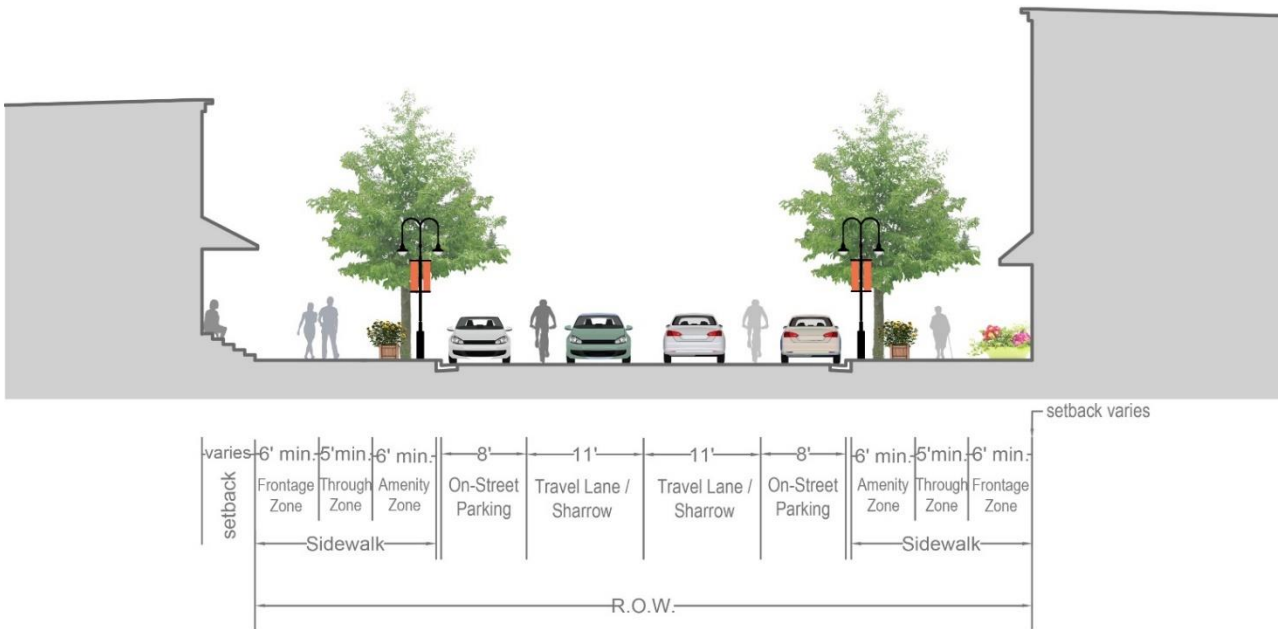 setback varies
varies 6' min. 5'min. 6' min. 8' 11' 11' 8' 6' min. 5'min. 6' min.
setback
Frontage Zone
Through Zone
Amenity Zone
On-Street Parking
Travel Lane / Sharrow
Travel Lane / Sharrow
On-Street Parking
Amenity Zone
Through Zone
Frontage Zone
Sidewalk Sidewalk
R.O.W.